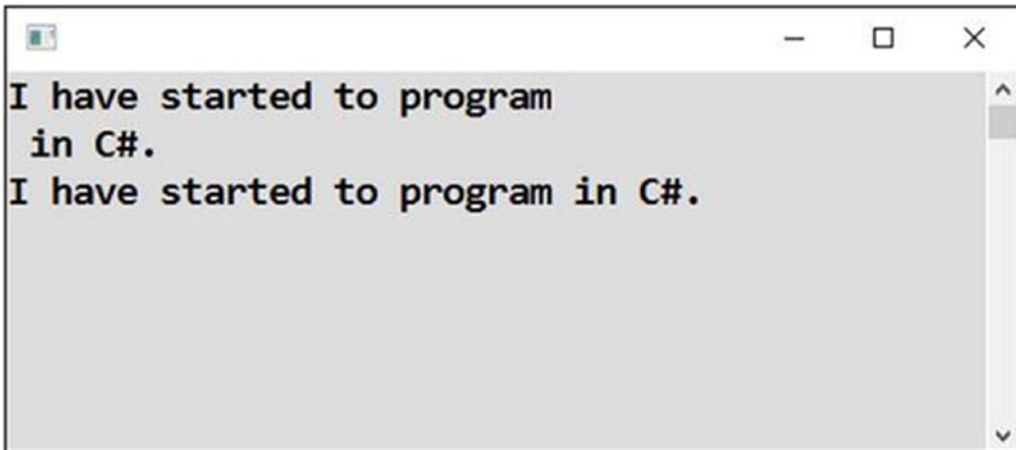 I have started to program
 in C#.
I have started to program in C#.